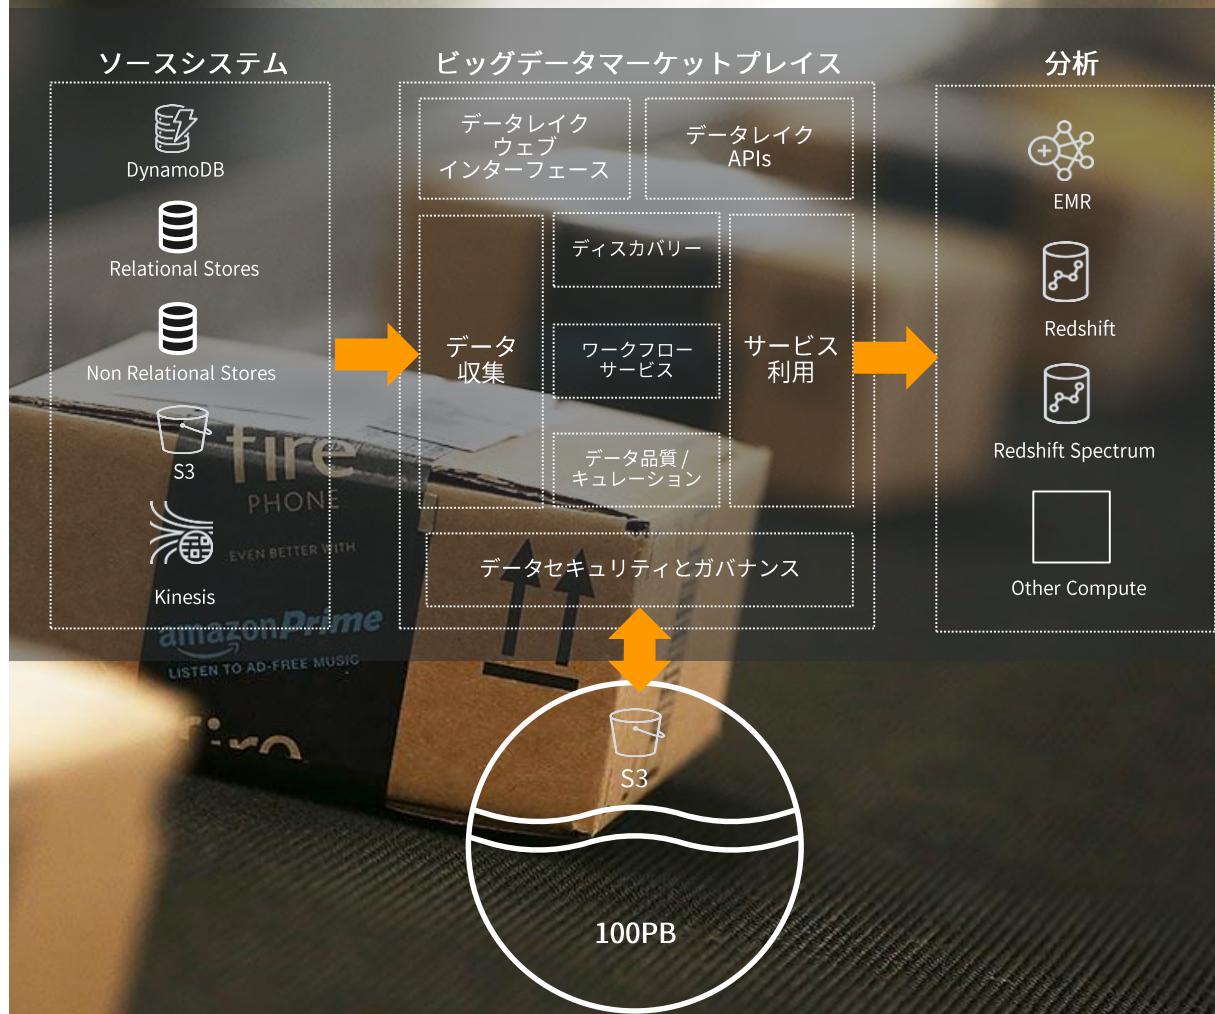 ソースシステム
DynamoDB
Relational Stores
Non Relational Stores
S3
Kinesis
ビッグデータマーケットプレイス
データレイク
ウェブ
インターフェース
データレイク
APIs
データ
収集
ディスカバリー
ワークフロー
サービス
データ品質 /
キュレーション
サービス
利用
データセキュリティとガバナンス
分析
EMR
Redshift
Redshift Spectrum
Other Compute
S3
100PB
fire
PHONE
EVEN BETTER WITH
amazonPrime
LISTEN TO AD-FREE MUSIC
fire